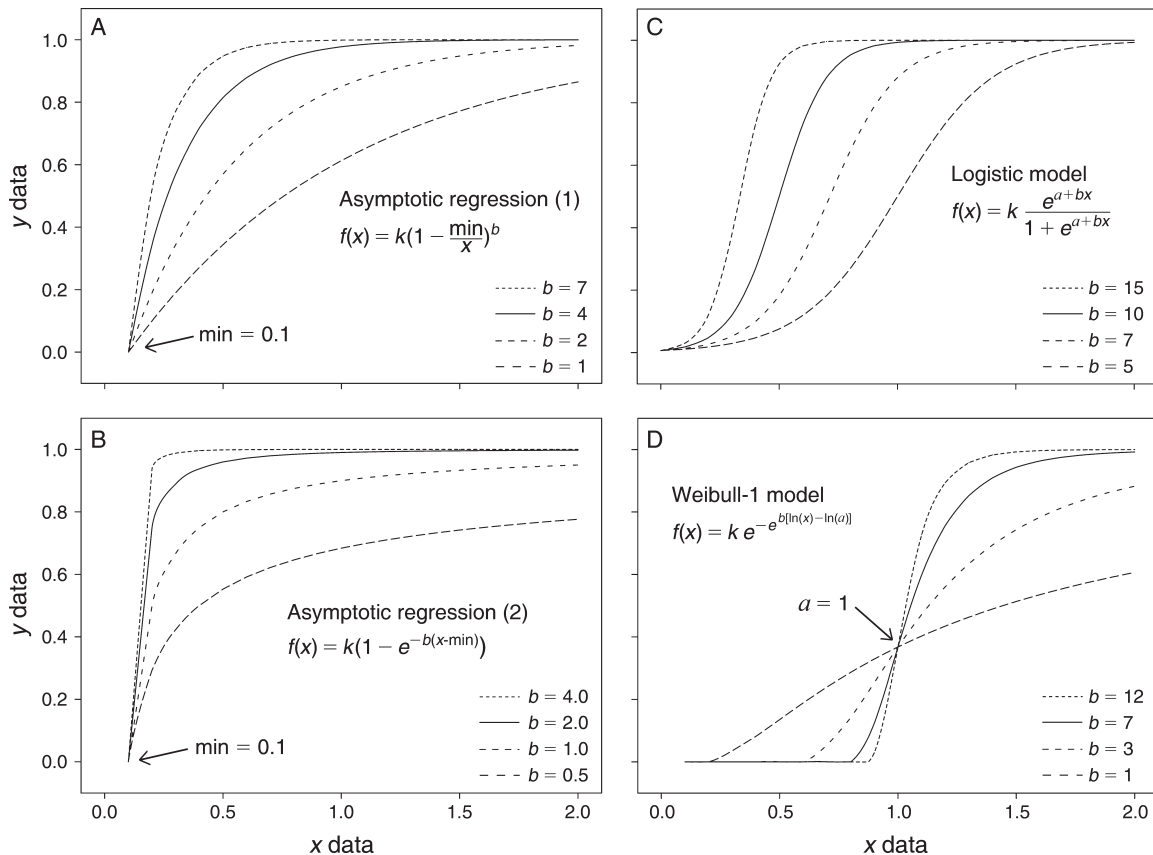 A
1.0
0.8
0.6
0.4
0.2
0.0
y data
Asymptotic regression (1)
f(x) = k(1 - min/x)^b
min = 0.1
b = 7
b = 4
b = 2
b = 1
C
Logistic model
f(x) = k e^{a+bx}/1 + e^{a+bx}
b = 15
b = 10
b = 7
b = 5
B
1.0
0.8
0.6
0.4
0.2
0.0
y data
Asymptotic regression (2)
f(x) = k(1 − e^{−b(x-min)})
min = 0.1
b = 4.0
b = 2.0
b = 1.0
b = 0.5
0.0 0.5 1.0 1.5 2.0
x data
D
Weibull-1 model
f(x) = k e^{−e^{b[ln(x)−ln(a)]}}
a = 1
b = 12
b = 7
b = 3
b = 1
0.0 0.5 1.0 1.5 2.0
x data